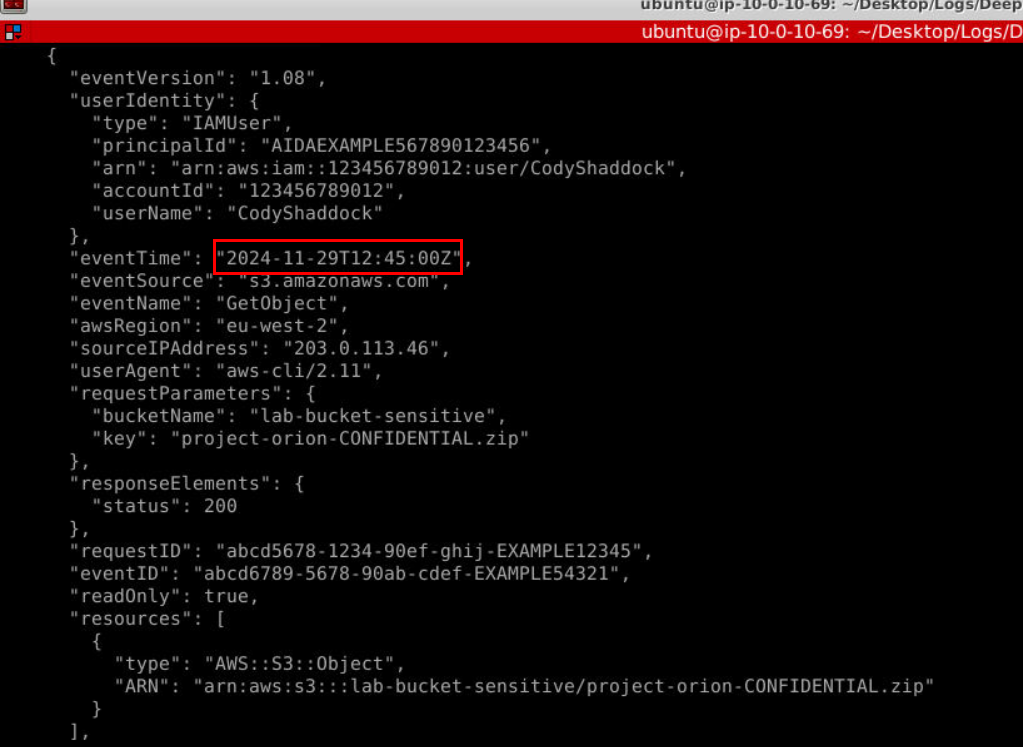 ubuntu@ip-10-0-10-69: ~/Desktop/Logs/Deep
ubuntu@ip-10-0-10-69: ~/Desktop/Logs/D
{
"eventVersion": "1.08",
"userIdentity": {
"type": "IAMUser",
"principalId": "AIDAEXAMPLE567890123456",
"arn": "arn:aws:iam::123456789012:user/CodyShaddock",
"accountId": "123456789012",
"userName": "CodyShaddock"
},
"eventTime": "2024-11-29T12:45:00Z",
"eventSource": "s3.amazonaws.com",
"eventName": "GetObject",
"awsRegion": "eu-west-2",
"sourceIPAddress": "203.0.113.46",
"userAgent": "aws-cli/2.11",
"requestParameters": {
"bucketName": "lab-bucket-sensitive",
"key": "project-orion-CONFIDENTIAL.zip"
},
"responseElements": {
"status": 200
},
"requestID": "abcd5678-1234-90ef-ghij-EXAMPLE12345",
"eventID": "abcd6789-5678-90ab-cdef-EXAMPLE54321",
"readOnly": true,
"resources": [
{
"type": "AWS::S3::Object",
"ARN": "arn:aws:s3:::lab-bucket-sensitive/project-orion-CONFIDENTIAL.zip"
}
],